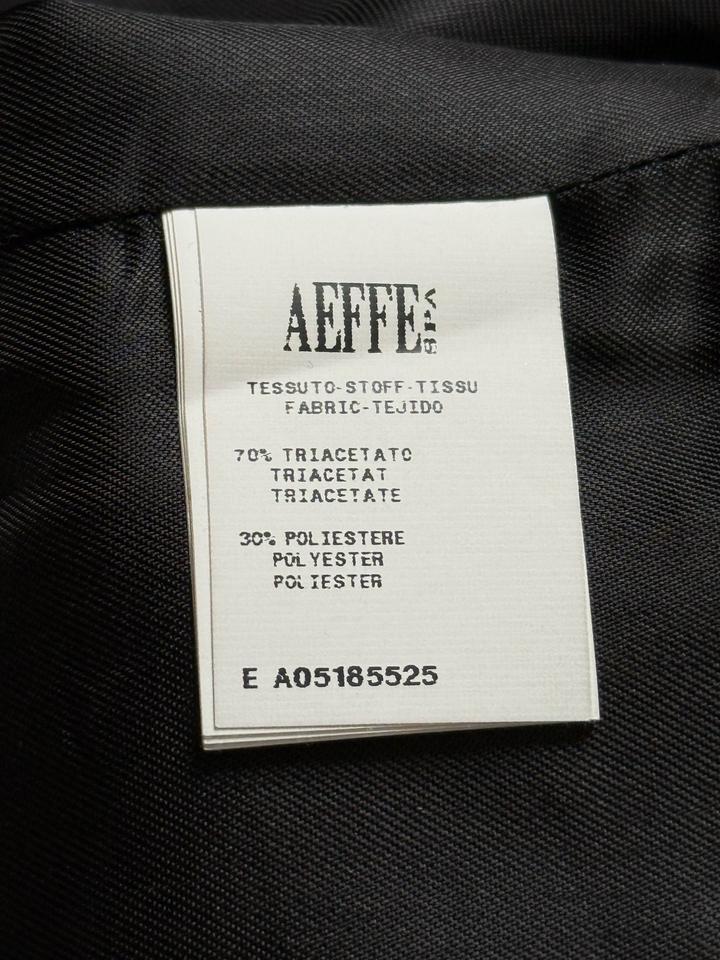 AEFFE SPA
TESSUTO-STOFF-TISSU
FABRIC-TEJIDO
70% TRIACETATO
TRIACETAT
TRIACETATE
30% POLIESTERE
POLYESTER
POLIESTER
E A05185525